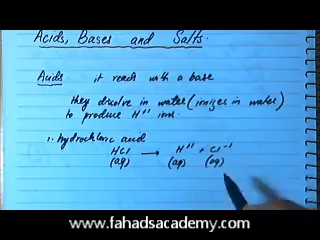 Acids, Bases and Salts.
Acids: it reacts with a base
they dissolve in water (ionizes in water)
to produce H⁺¹ ions.
1. hydrochloric acid
HCl → H⁺¹ + Cl⁻¹
(aq) (aq) (aq)
www.fahadsacademy.com